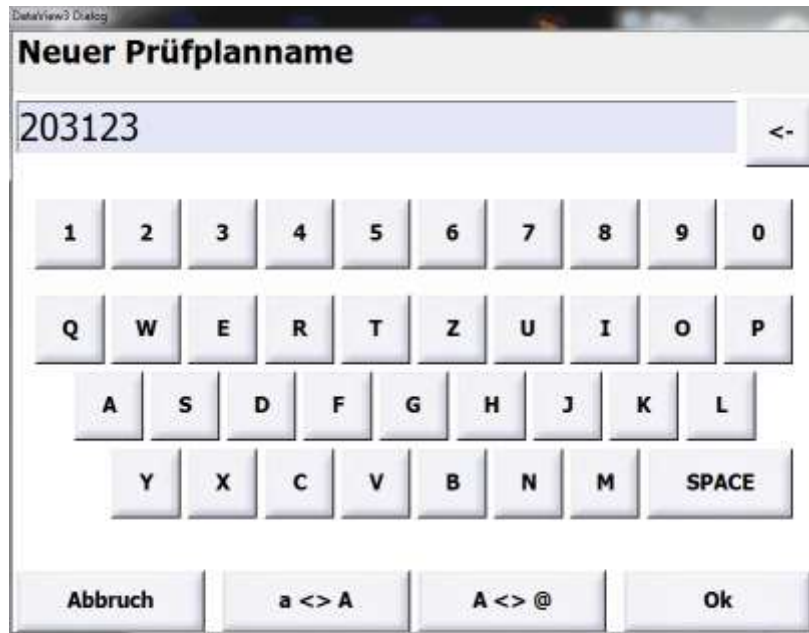 DataView3 Dialog
Neuer Prüfplanname
203123 <-
1 2 3 4 5 6 7 8 9 0
Q W E R T Z U I O P
A S D F G H J K L
Y X C V B N M SPACE
Abbruch a <> A A <> @ Ok